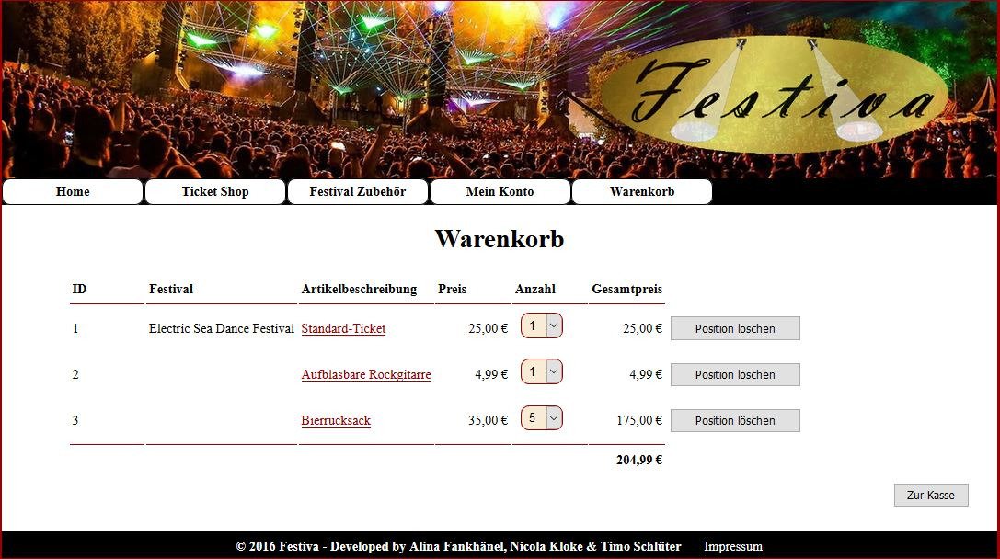 Festiva
Home Ticket Shop Festival Zubehör Mein Konto Warenkorb
Warenkorb
ID Festival Artikelbeschreibung Preis Anzahl Gesamtpreis
1 Electric Sea Dance Festival Standard-Ticket 25,00 € 1 25,00 € Position löschen
2 Aufblasbare Rockgitarre 4,99 € 1 4,99 € Position löschen
3 Bierrucksack 35,00 € 5 175,00 € Position löschen
204,99 €
Zur Kasse
© 2016 Festiva - Developed by Alina Fankhänel, Nicola Kloke & Timo Schlüter Impressum